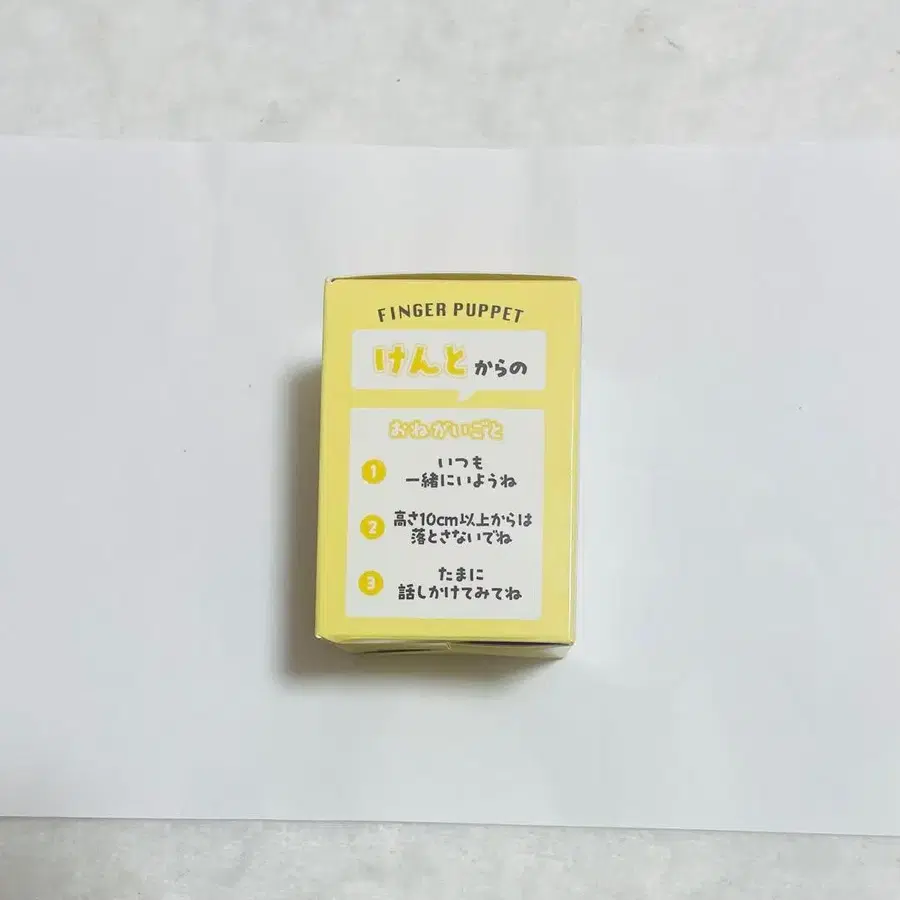 FINGER PUPPET
けんとからの
おねがいごと
1 いつも
一緒にいようね
2 高さ10cm以上からは
落とさないでね
3 たまに
話しかけてみてね